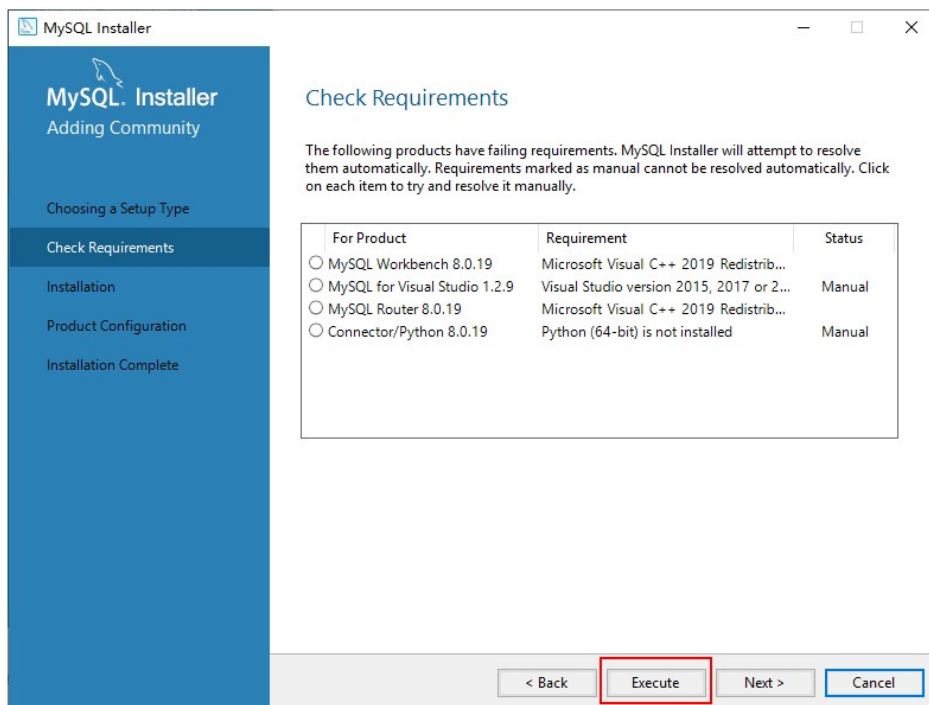 MySQL Installer
MySQL. Installer
Adding Community
Choosing a Setup Type
Check Requirements
Installation
Product Configuration
Installation Complete
Check Requirements
The following products have failing requirements. MySQL Installer will attempt to resolve
them automatically. Requirements marked as manual cannot be resolved automatically. Click
on each item to try and resolve it manually.
For Product Requirement Status
MySQL Workbench 8.0.19 Microsoft Visual C++ 2019 Redistrib...
MySQL for Visual Studio 1.2.9 Visual Studio version 2015, 2017 or 2... Manual
MySQL Router 8.0.19 Microsoft Visual C++ 2019 Redistrib...
Connector/Python 8.0.19 Python (64-bit) is not installed Manual
< Back Execute Next > Cancel